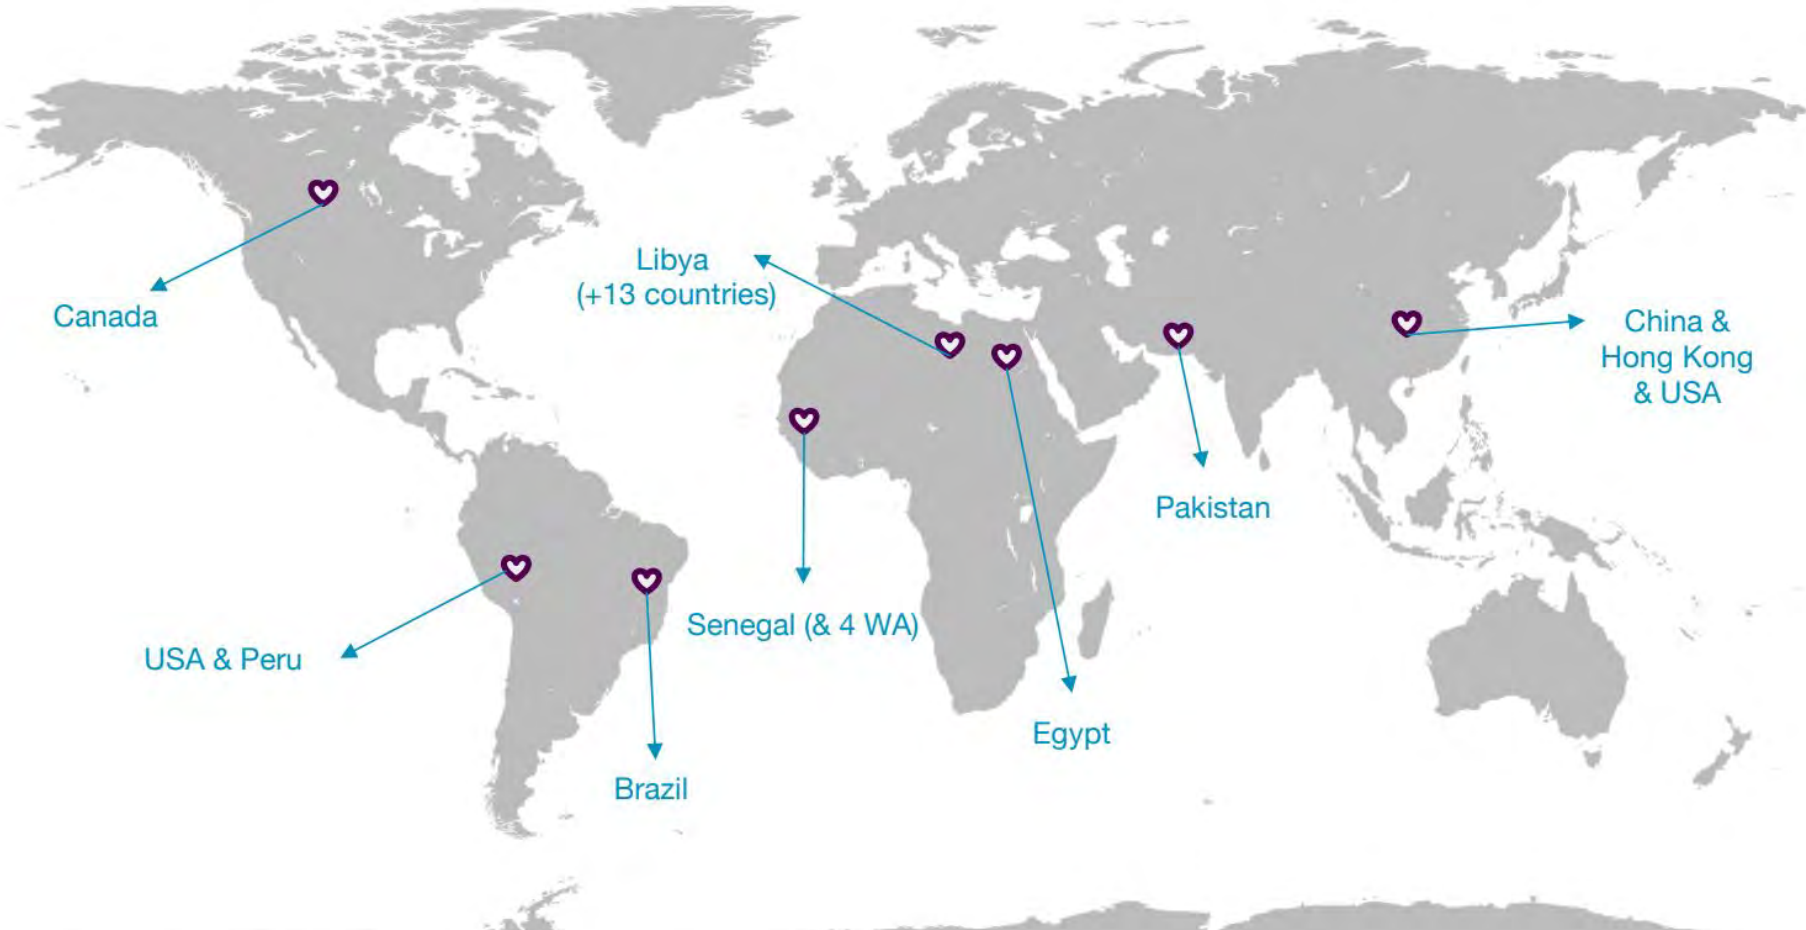 Canada
Libya
(+13 countries)
China &
Hong Kong
& USA
Pakistan
Senegal (& 4 WA)
USA & Peru
Egypt
Brazil